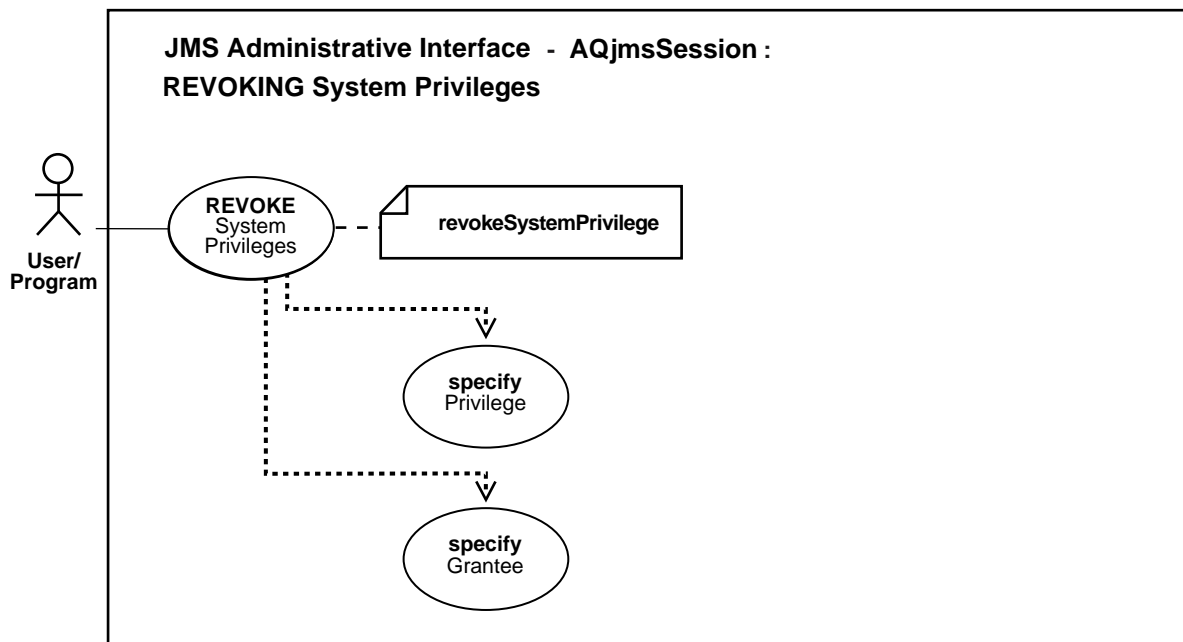 JMS Administrative Interface - AQjmsSession :
REVOKING System Privileges
REVOKE
System
Privileges
revokeSystemPrivilege
User/
Program
specify
Privilege
specify
Grantee